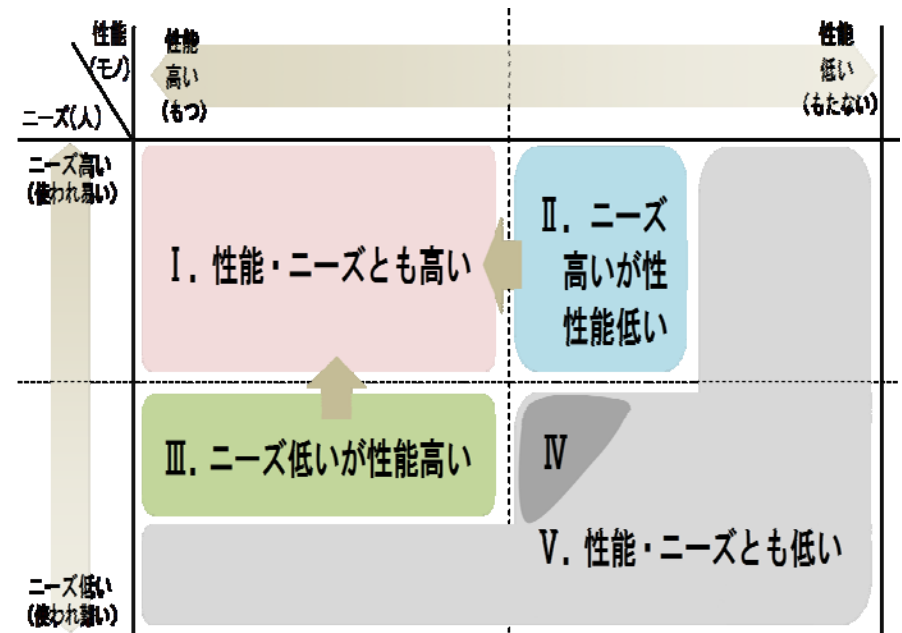 性能
(モノ)
ニーズ(人)
性能
高い
(もつ)
性能
低い
(もたない)
ニーズ高い
(使われ易い)
Ⅰ. 性能・ニーズとも高い
Ⅱ. ニーズ
高いが性
性能低い
Ⅲ. ニーズ低いが性能高い
Ⅳ
Ⅴ. 性能・ニーズとも低い
ニーズ低い
(使われ難い)